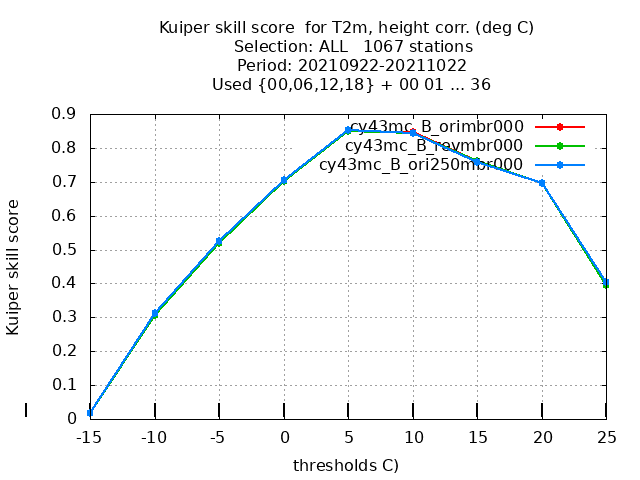 Kuiper skill score  for T2m, height corr. (deg C)
Selection: ALL   1067 stations
Period: 20210922-20211022
Used {00,06,12,18} + 00 01 ... 36
cy43mc_B_orimbr000
cy43mc_B_revmbr000
cy43mc_B_ori250mbr000
Kuiper skill score
0.9
0.8
0.7
0.6
0.5
0.4
0.3
0.2
0.1
0
-15 -10 -5 0 5 10 15 20 25
thresholds C)